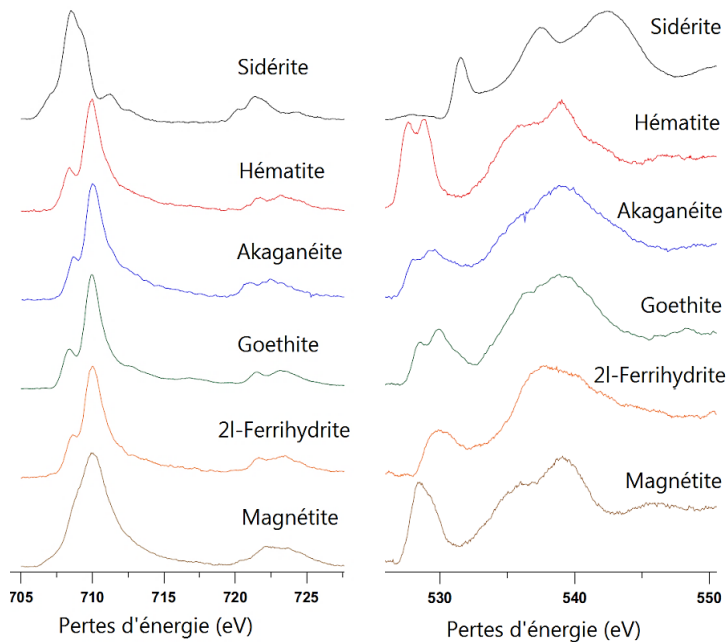 Sidérite
Hématite
Akaganéite
Goethite
2l-Ferrihydrite
Magnétite
705 710 715 720 725
Pertes d'énergie (eV)
Sidérite
Hématite
Akaganéite
Goethite
2l-Ferrihydrite
Magnétite
530 540 550
Pertes d'énergie (eV)